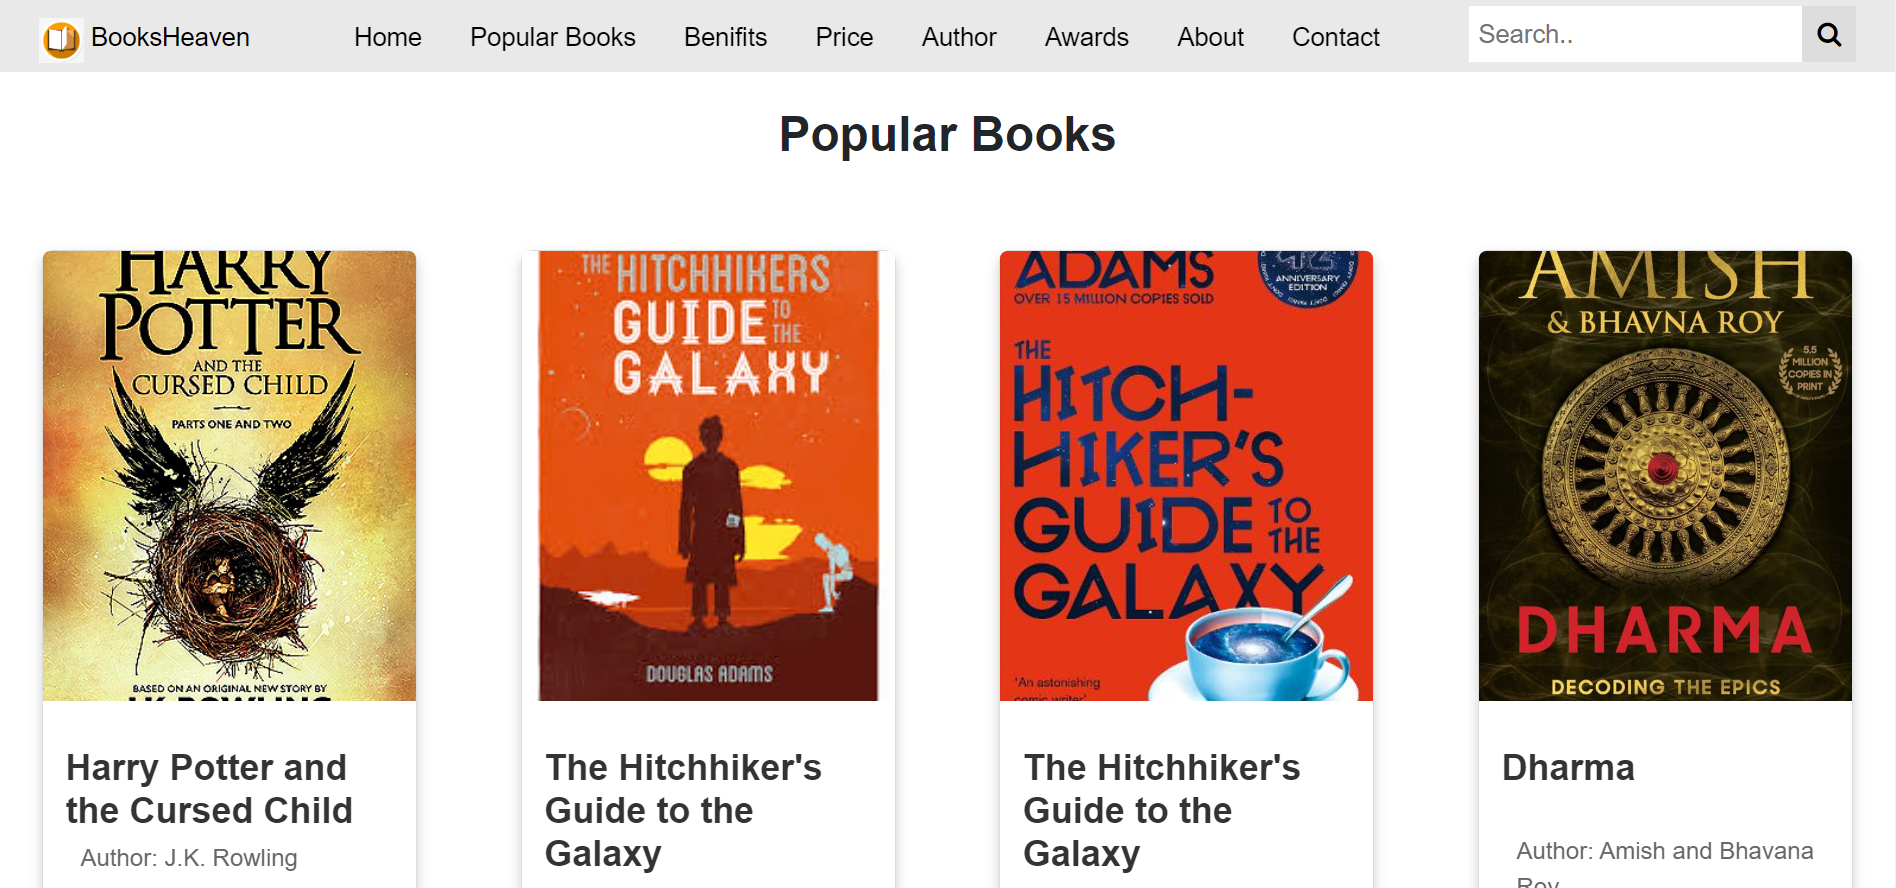 BooksHeaven Home Popular Books Benifits Price Author Awards About Contact Search..
Popular Books
HARRY
POTTER
AND THE
CURSED CHILD
PARTS ONE AND TWO
BASED ON AN ORIGINAL NEW STORY BY
J.K. ROWLING
Harry Potter and
the Cursed Child
Author: J.K. Rowling
THE HITCHHIKERS
GUIDE TO
THE
GALAXY
DOUGLAS ADAMS
The Hitchhiker's
Guide to the
Galaxy
ADAMS
OVER 15 MILLION COPIES SOLD
42
ANNIVERSARY
EDITION
THE
HITCH-
HIKER'S
GUIDE TO
THE
GALAXY
'An astonishing
comic writer'
The Hitchhiker's
Guide to the
Galaxy
AMISH
& BHAVNA ROY
5.5
MILLION
COPIES IN
PRINT
DHARMA
DECODING THE EPICS
Dharma
Author: Amish and Bhavana
Roy